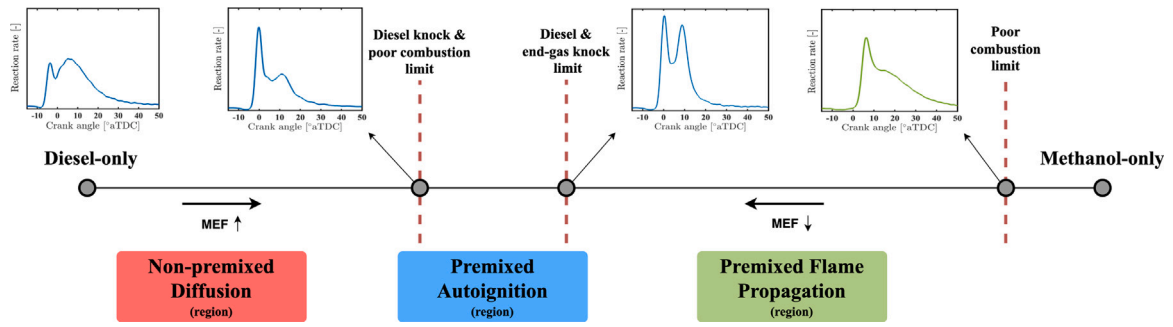 Reaction rate [-]
-10 0 10 20 30 40 50
Crank angle [°aTDC]
Reaction rate [-]
-10 0 10 20 30 40 50
Crank angle [°aTDC]
Diesel knock &
poor combustion
limit
Diesel &
end-gas knock
limit
Reaction rate [-]
-10 0 10 20 30 40 50
Crank angle [°aTDC]
Reaction rate [-]
-10 0 10 20 30 40 50
Crank angle [°aTDC]
Poor
combustion
limit
Diesel-only
Methanol-only
MEF ↑
MEF ↓
Non-premixed
Diffusion
(region)
Premixed
Autoignition
(region)
Premixed Flame
Propagation
(region)